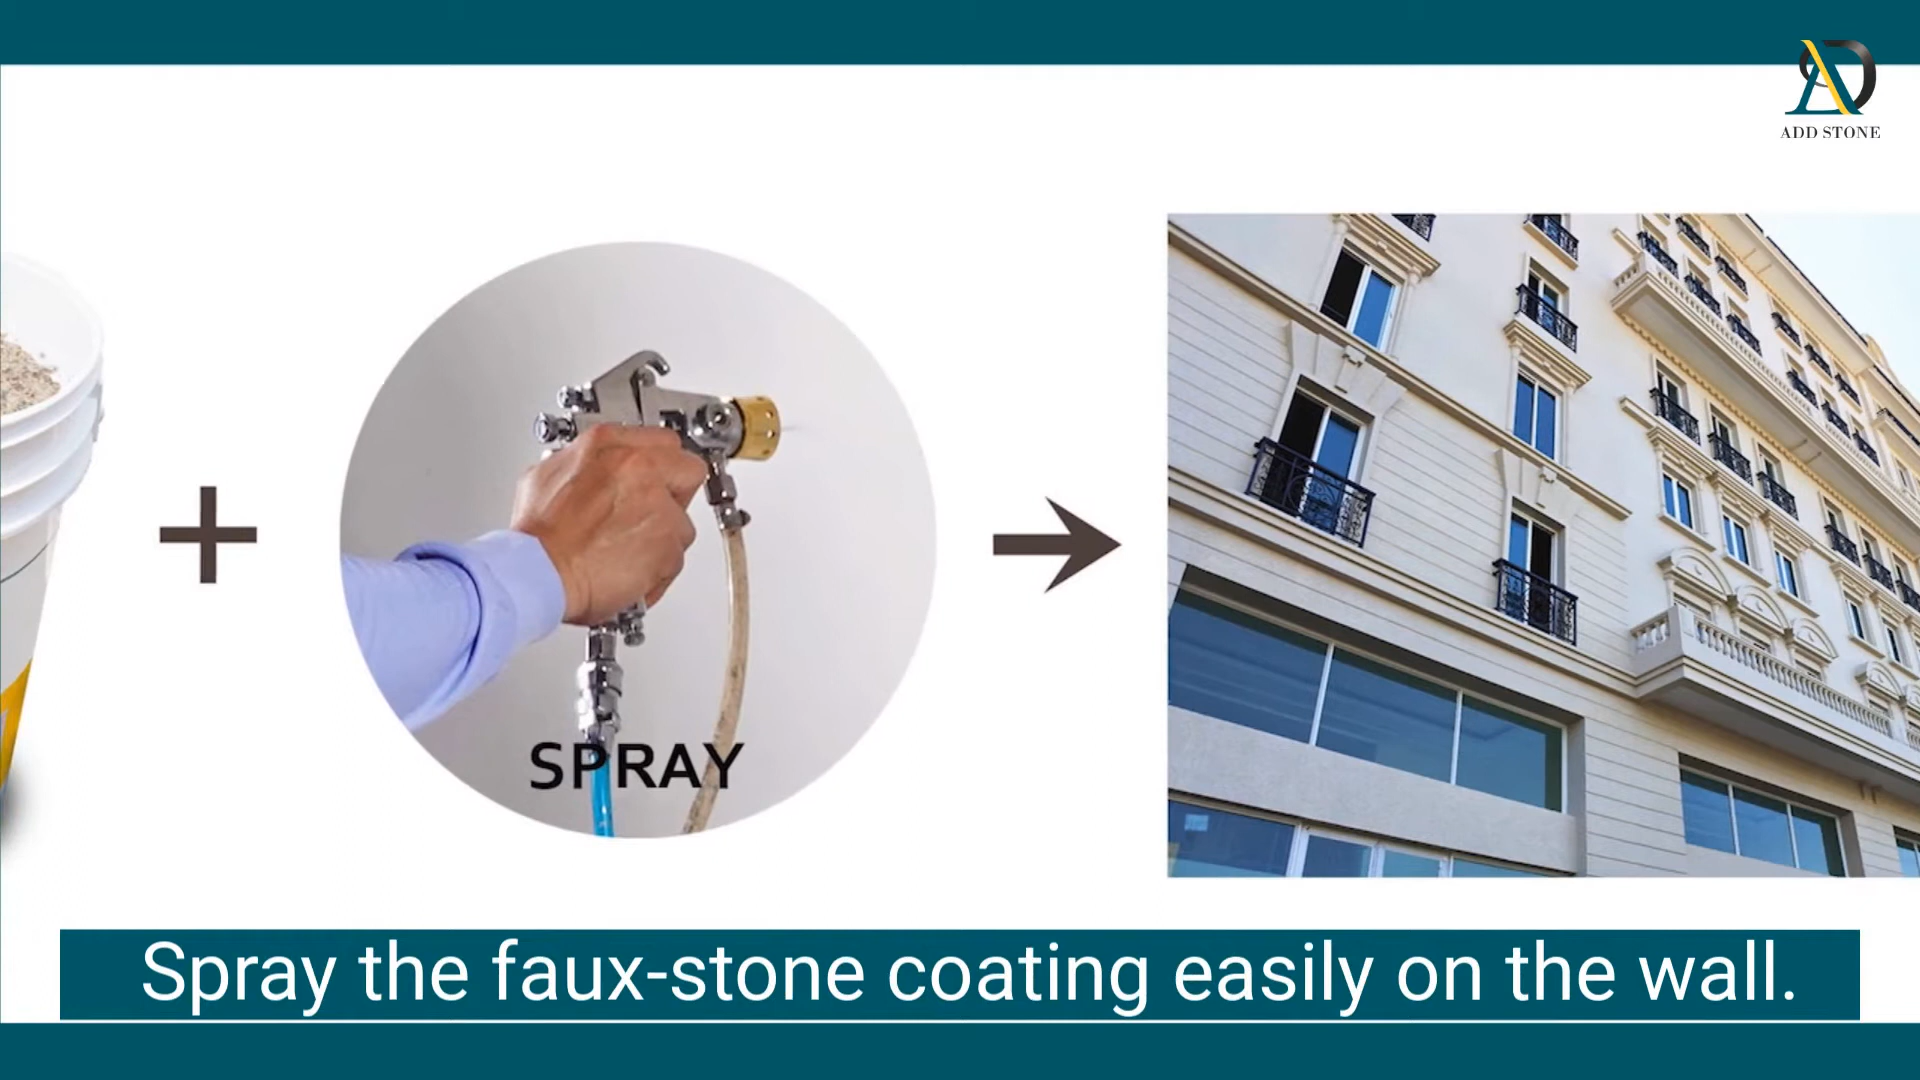 ADD STONE
SPRAY
Spray the faux-stone coating easily on the wall.